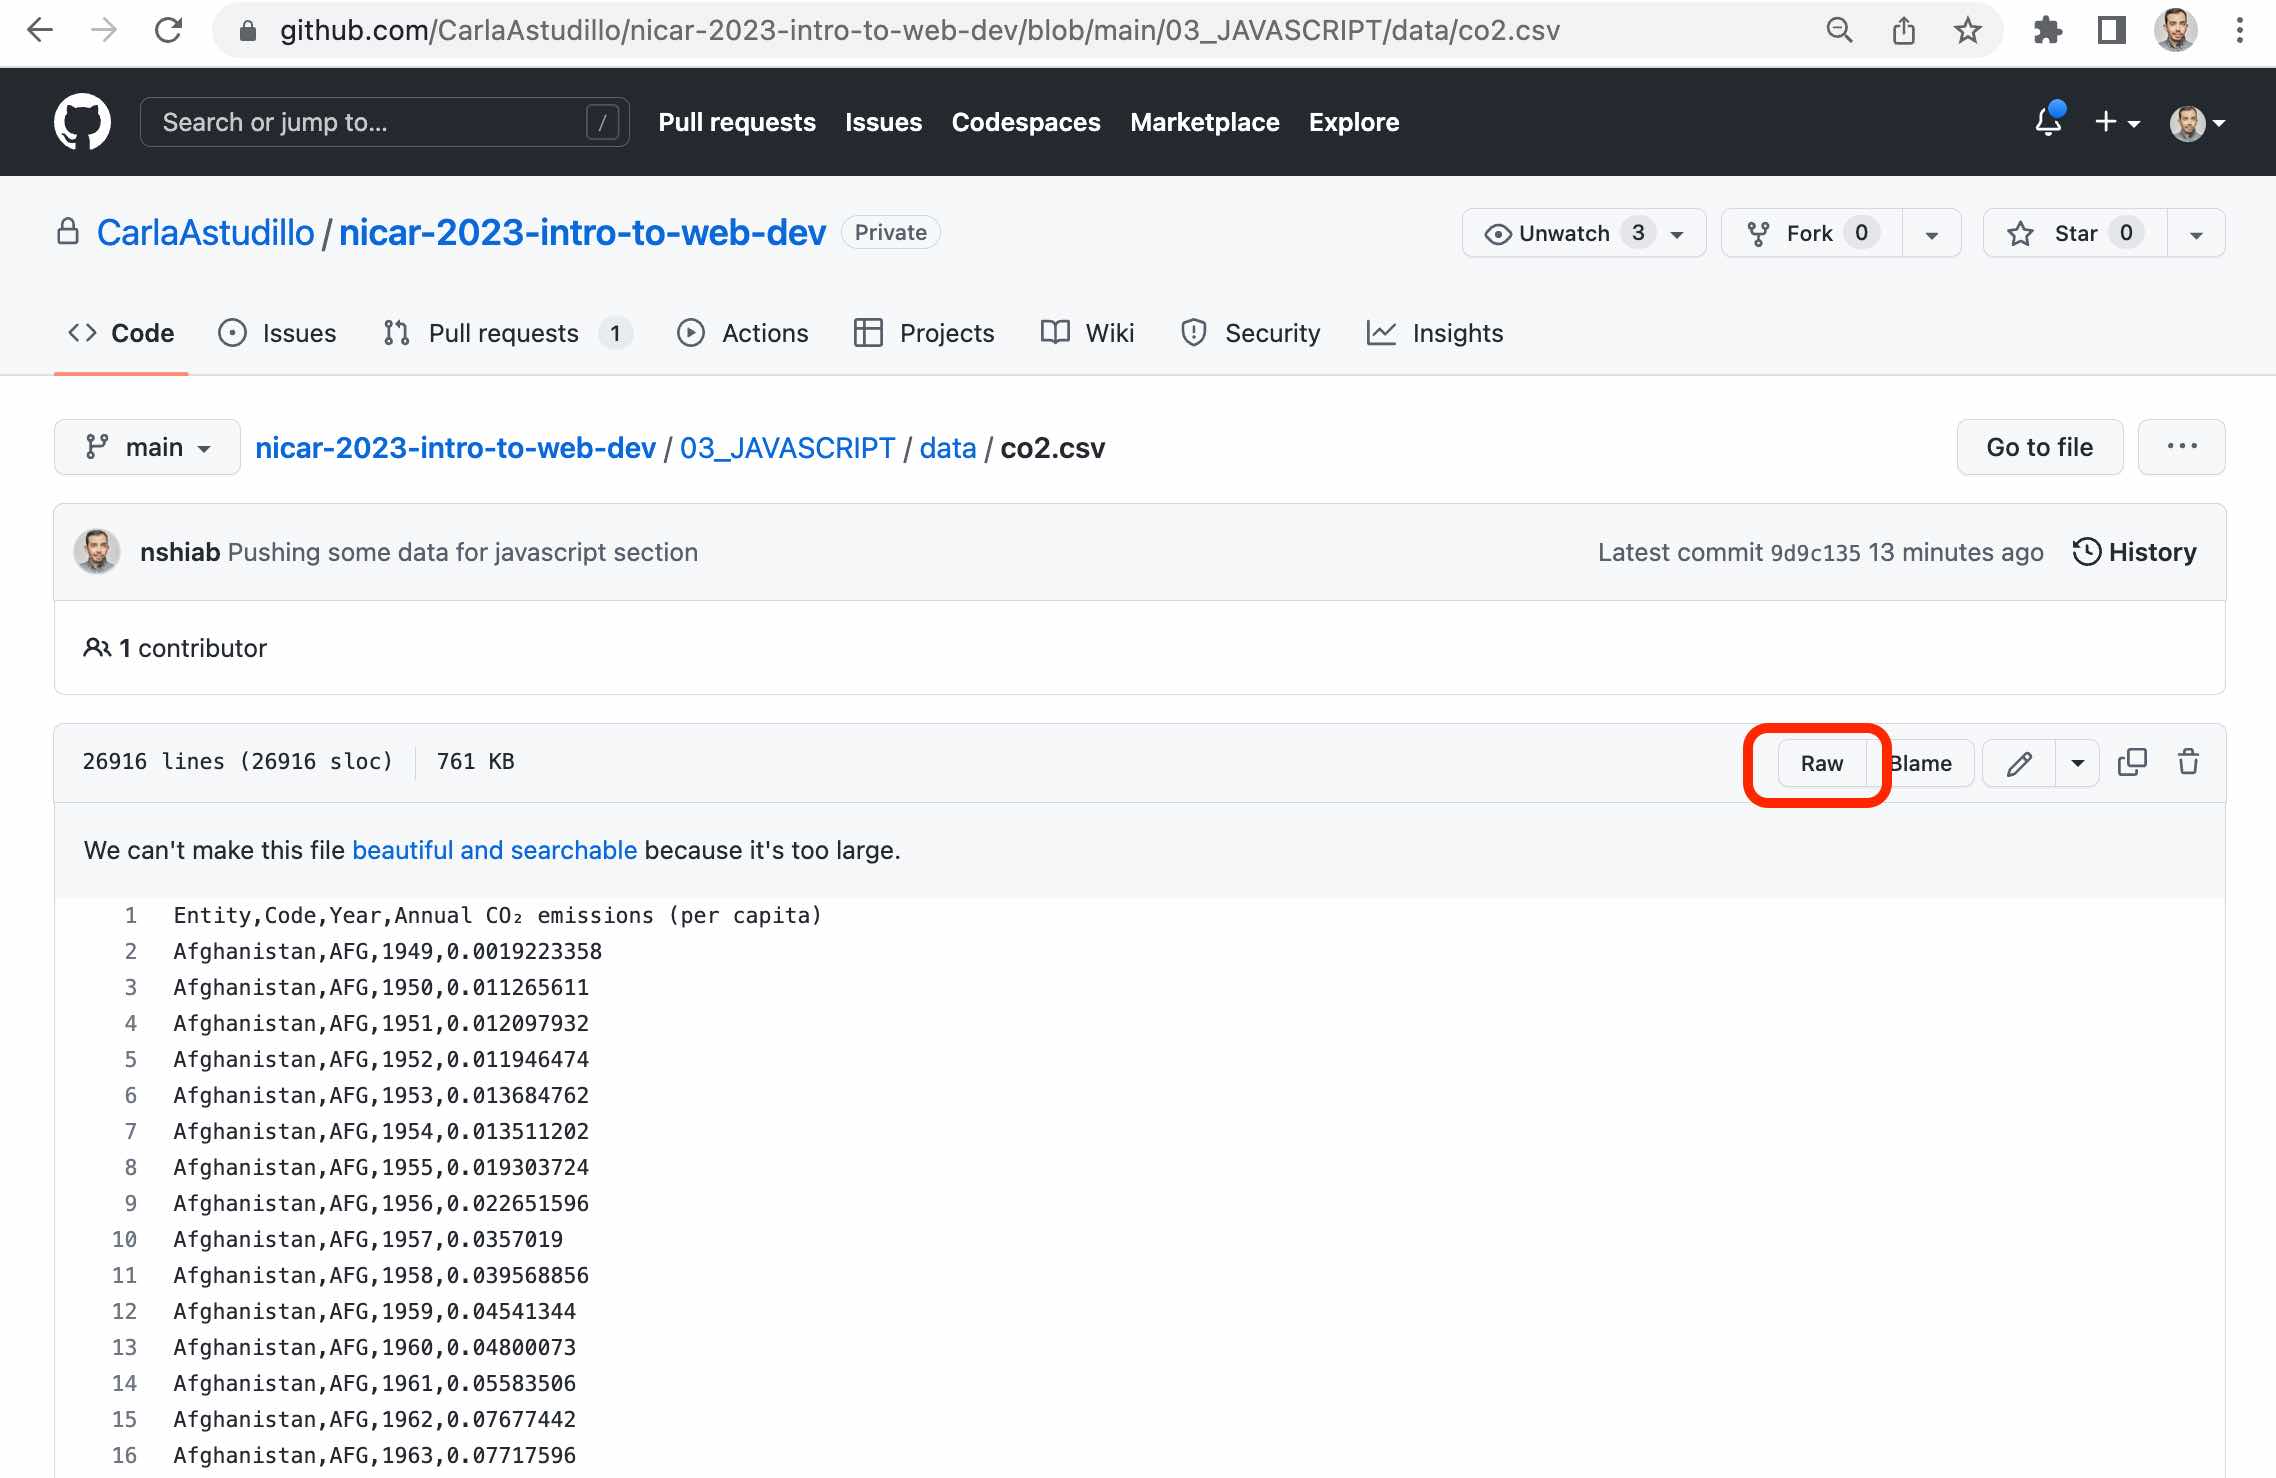 github.com/CarlaAstudillo/nicar-2023-intro-to-web-dev/blob/main/03_JAVASCRIPT/data/co2.csv
Search or jump to... / Pull requests Issues Codespaces Marketplace Explore
CarlaAstudillo / nicar-2023-intro-to-web-dev Private Unwatch 3 Fork 0 Star 0
Code Issues Pull requests 1 Actions Projects Wiki Security Insights
main nicar-2023-intro-to-web-dev / 03_JAVASCRIPT / data / co2.csv Go to file ...
nshiab Pushing some data for javascript section Latest commit 9d9c135 13 minutes ago History
1 contributor
26916 lines (26916 sloc) 761 KB Raw Blame
We can't make this file beautiful and searchable because it's too large.
1 Entity,Code,Year,Annual CO₂ emissions (per capita)
2 Afghanistan,AFG,1949,0.0019223358
3 Afghanistan,AFG,1950,0.011265611
4 Afghanistan,AFG,1951,0.012097932
5 Afghanistan,AFG,1952,0.011946474
6 Afghanistan,AFG,1953,0.013684762
7 Afghanistan,AFG,1954,0.013511202
8 Afghanistan,AFG,1955,0.019303724
9 Afghanistan,AFG,1956,0.022651596
10 Afghanistan,AFG,1957,0.0357019
11 Afghanistan,AFG,1958,0.039568856
12 Afghanistan,AFG,1959,0.04541344
13 Afghanistan,AFG,1960,0.04800073
14 Afghanistan,AFG,1961,0.05583506
15 Afghanistan,AFG,1962,0.07677442
16 Afghanistan,AFG,1963,0.07717596